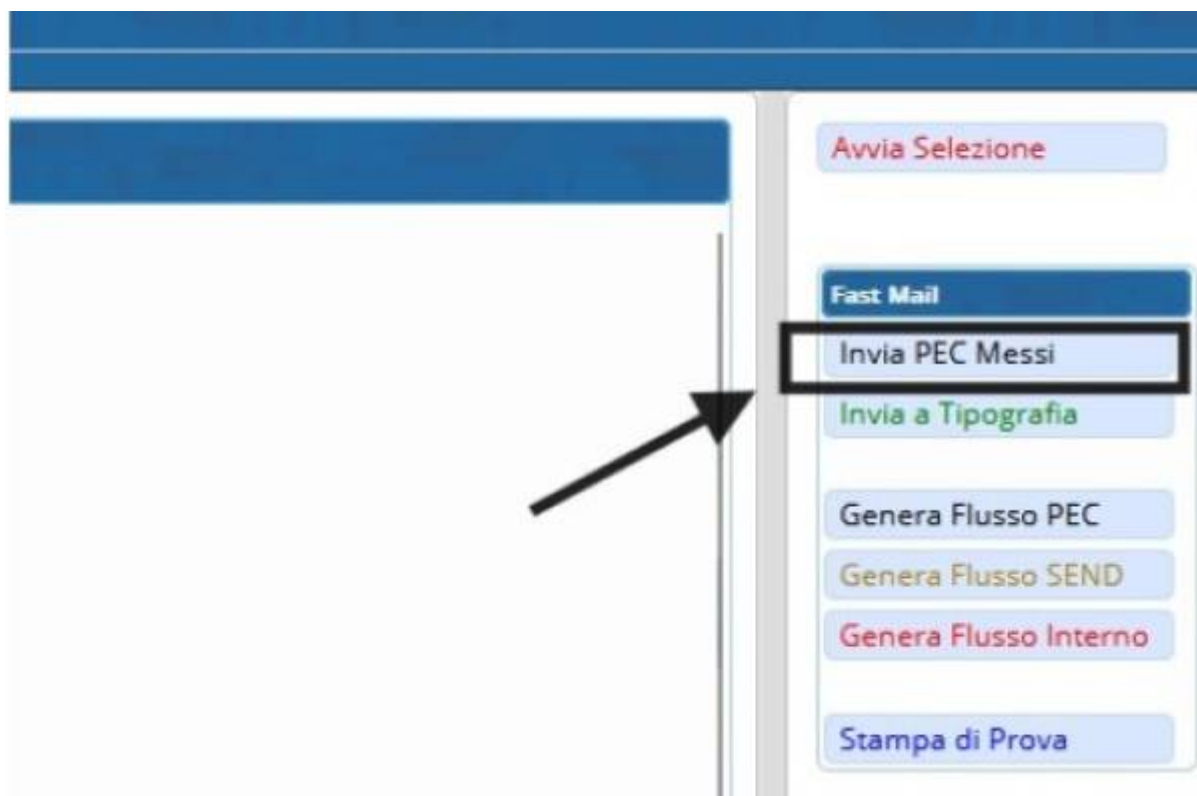 Avvia Selezione
Fast Mail
Invia PEC Messi
Invia a Tipografia
Genera Flusso PEC
Genera Flusso SEND
Genera Flusso Interno
Stampa di Prova